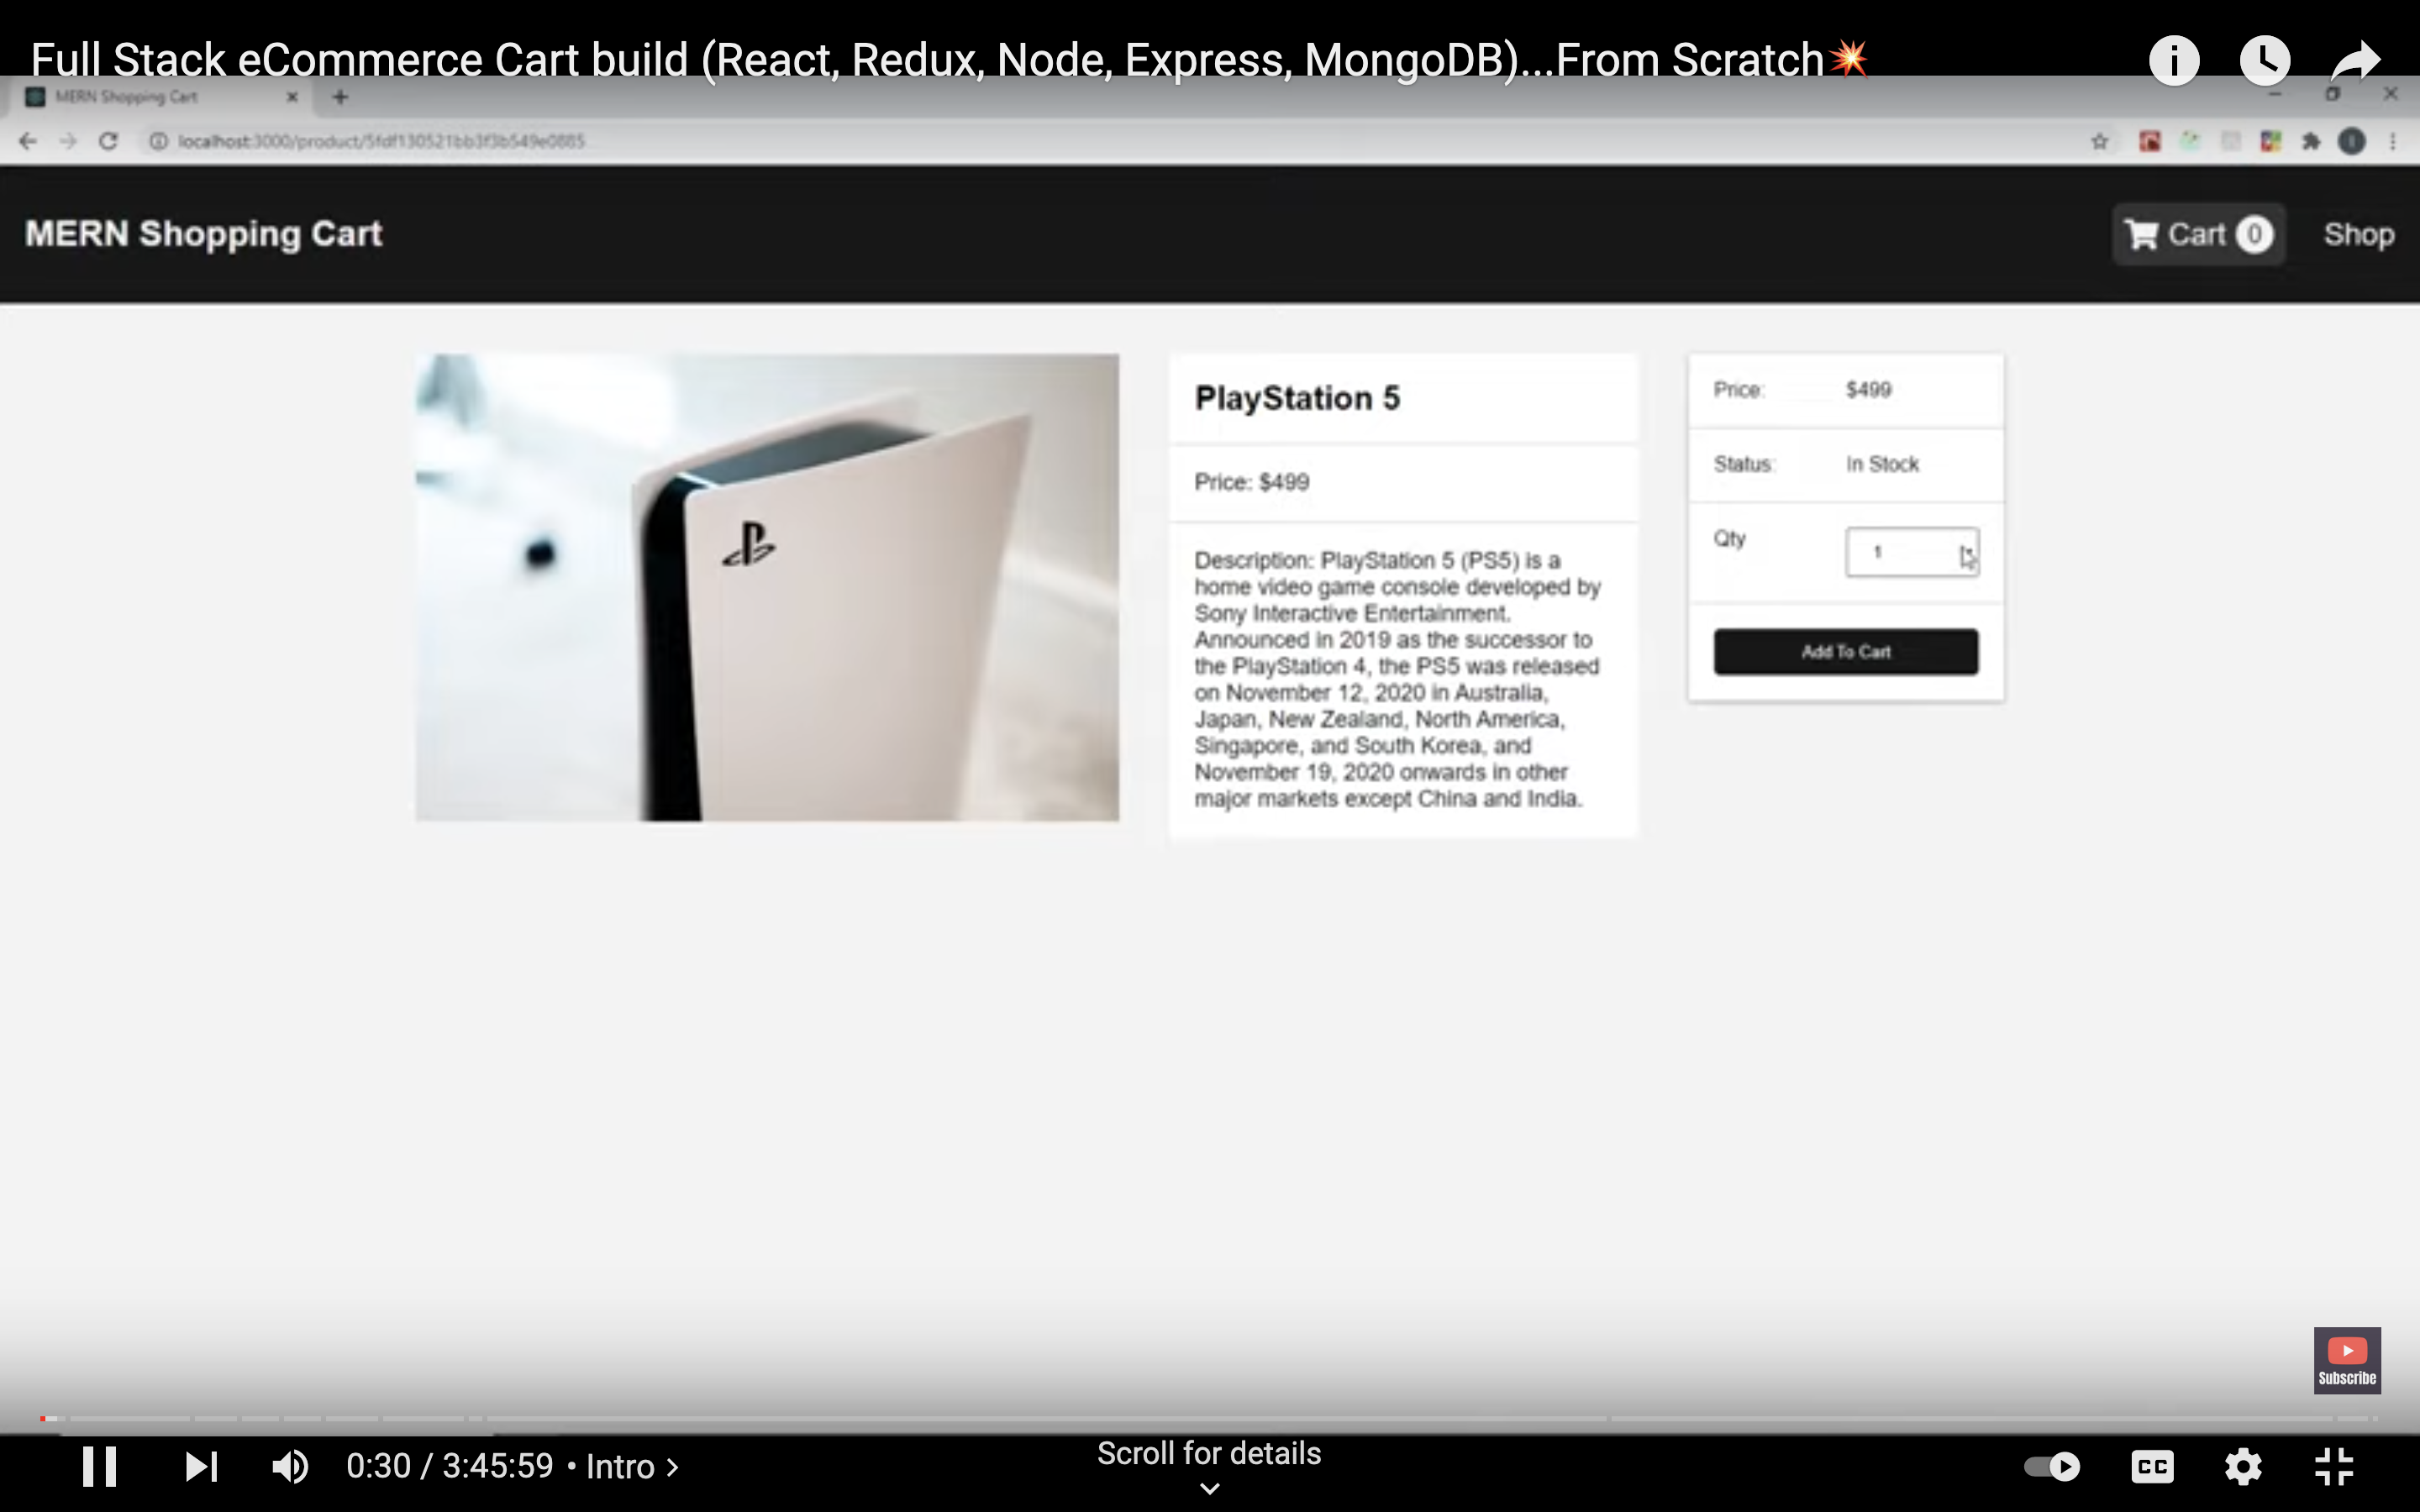 Full Stack eCommerce Cart build (React, Redux, Node, Express, MongoDB)...From Scratch💥
MERN Shopping Cart
localhost:3000/product/5fdf130521bb3f3b549e0885
MERN Shopping Cart
Cart 0 Shop
PlayStation 5
Price: $499
Description: PlayStation 5 (PS5) is a
home video game console developed by
Sony Interactive Entertainment.
Announced in 2019 as the successor to
the PlayStation 4, the PS5 was released
on November 12, 2020 in Australia,
Japan, New Zealand, North America,
Singapore, and South Korea, and
November 19, 2020 onwards in other
major markets except China and India.
Price: $499
Status: In Stock
Qty 1
Add To Cart
Subscribe
0:30 / 3:45:59 • Intro
Scroll for details
CC